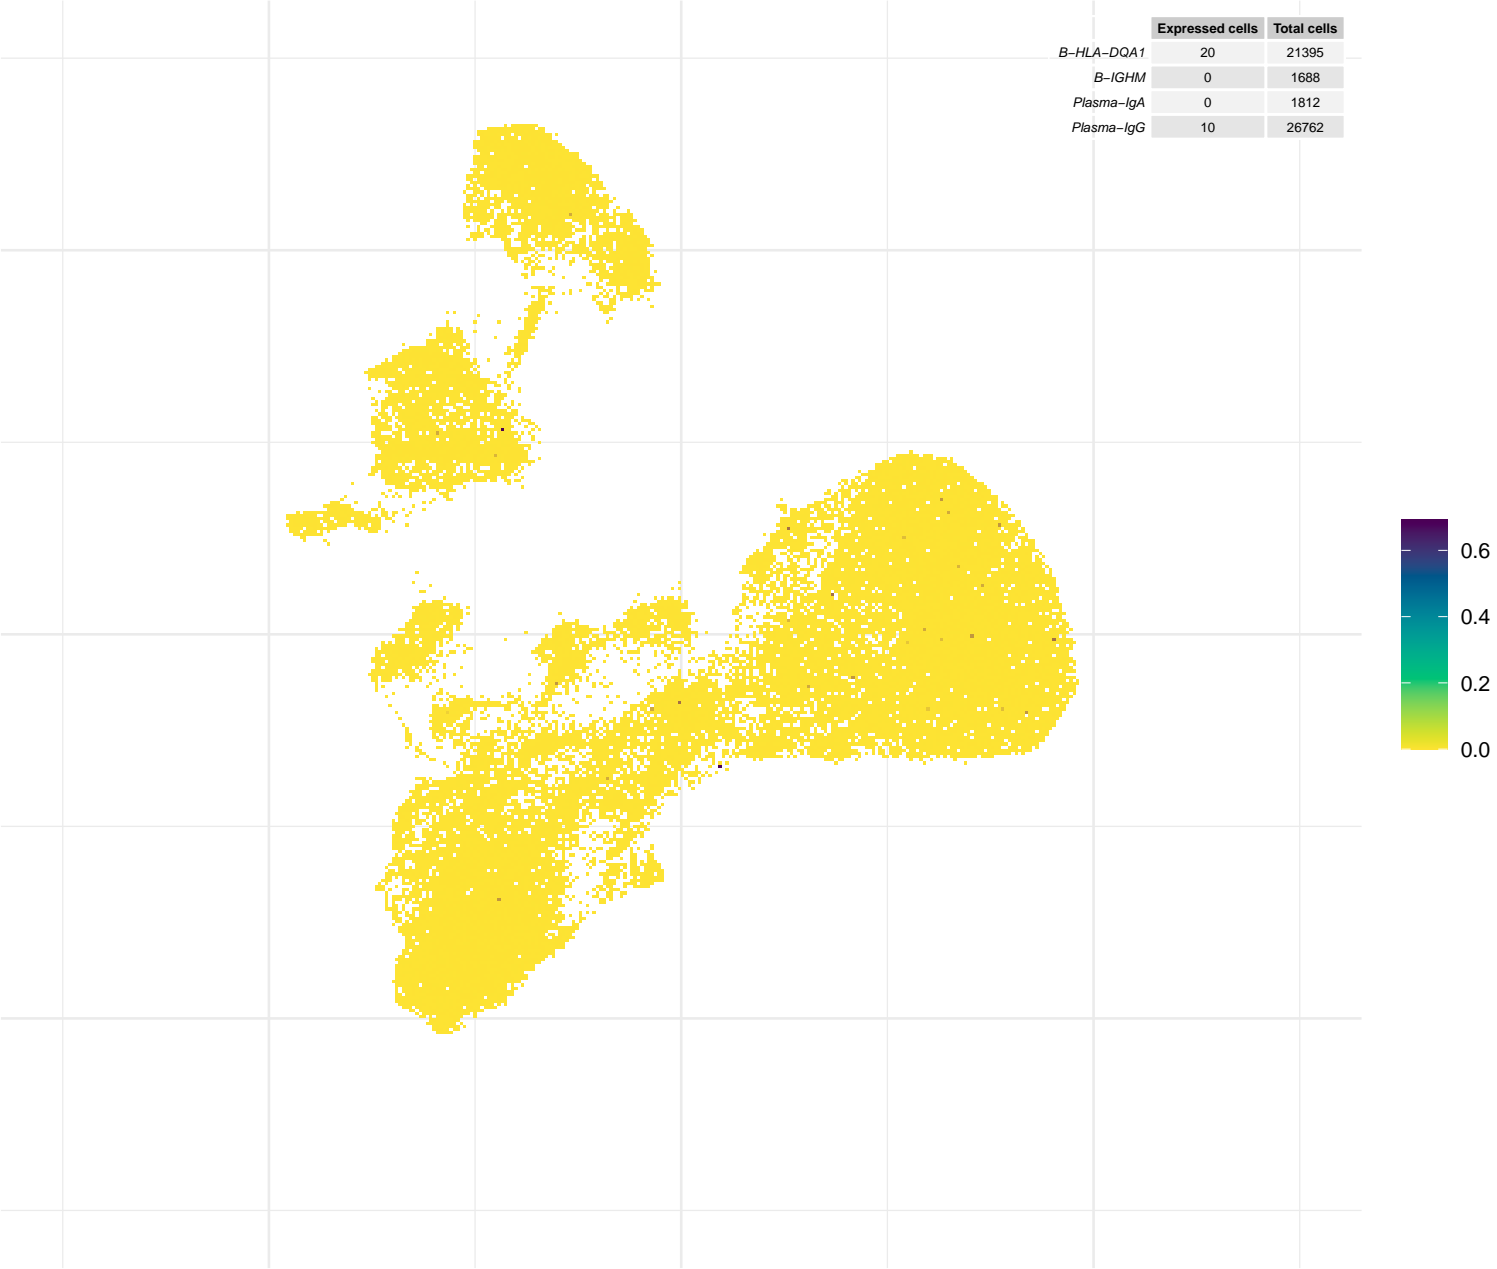 Expressed cells Total cells
B−HLA−DQA1 20 21395
B−IGHM 0 1688
Plasma−IgA 0 1812
Plasma−IgG 10 26762
0.6
0.4
0.2
0.0